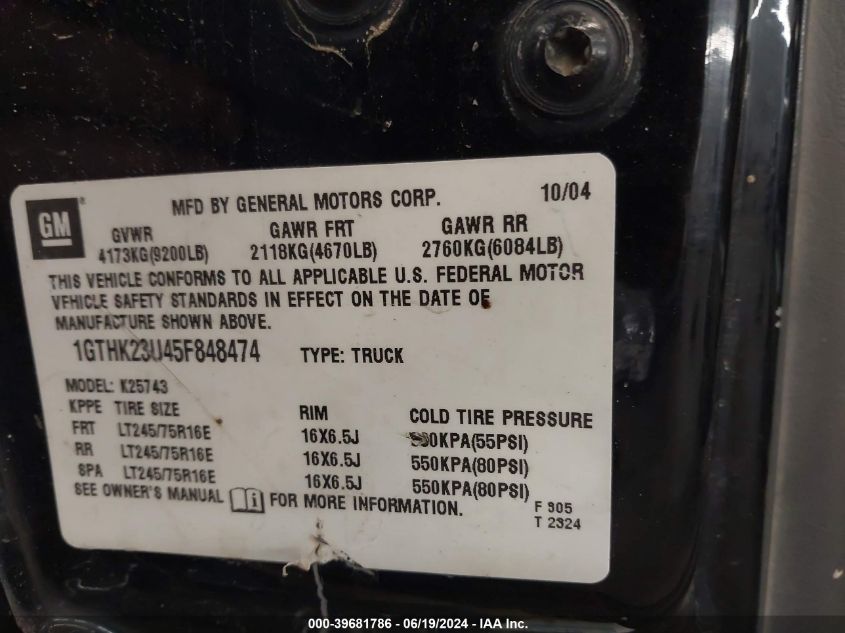 GM ®
MFD BY GENERAL MOTORS CORP. 10/04
GVWR GAWR FRT GAWR RR
4173KG(9200LB) 2118KG(4670LB) 2760KG(6084LB)
THIS VEHICLE CONFORMS TO ALL APPLICABLE U.S. FEDERAL MOTOR
VEHICLE SAFETY STANDARDS IN EFFECT ON THE DATE OF
MANUFACTURE SHOWN ABOVE.
1GTHK23U45F848474 TYPE: TRUCK
MODEL: K25743
KPPE TIRE SIZE RIM COLD TIRE PRESSURE
FRT LT245/75R16E 16X6.5J KPA(55PSI)
RR LT245/75R16E 16X6.5J 550KPA(80PSI)
SPA LT245/75R16E 16X6.5J 550KPA(80PSI)
SEE OWNER'S MANUAL FOR MORE INFORMATION.
F 305
T 2324
000-39681786 - 06/19/2024 - IAA Inc.